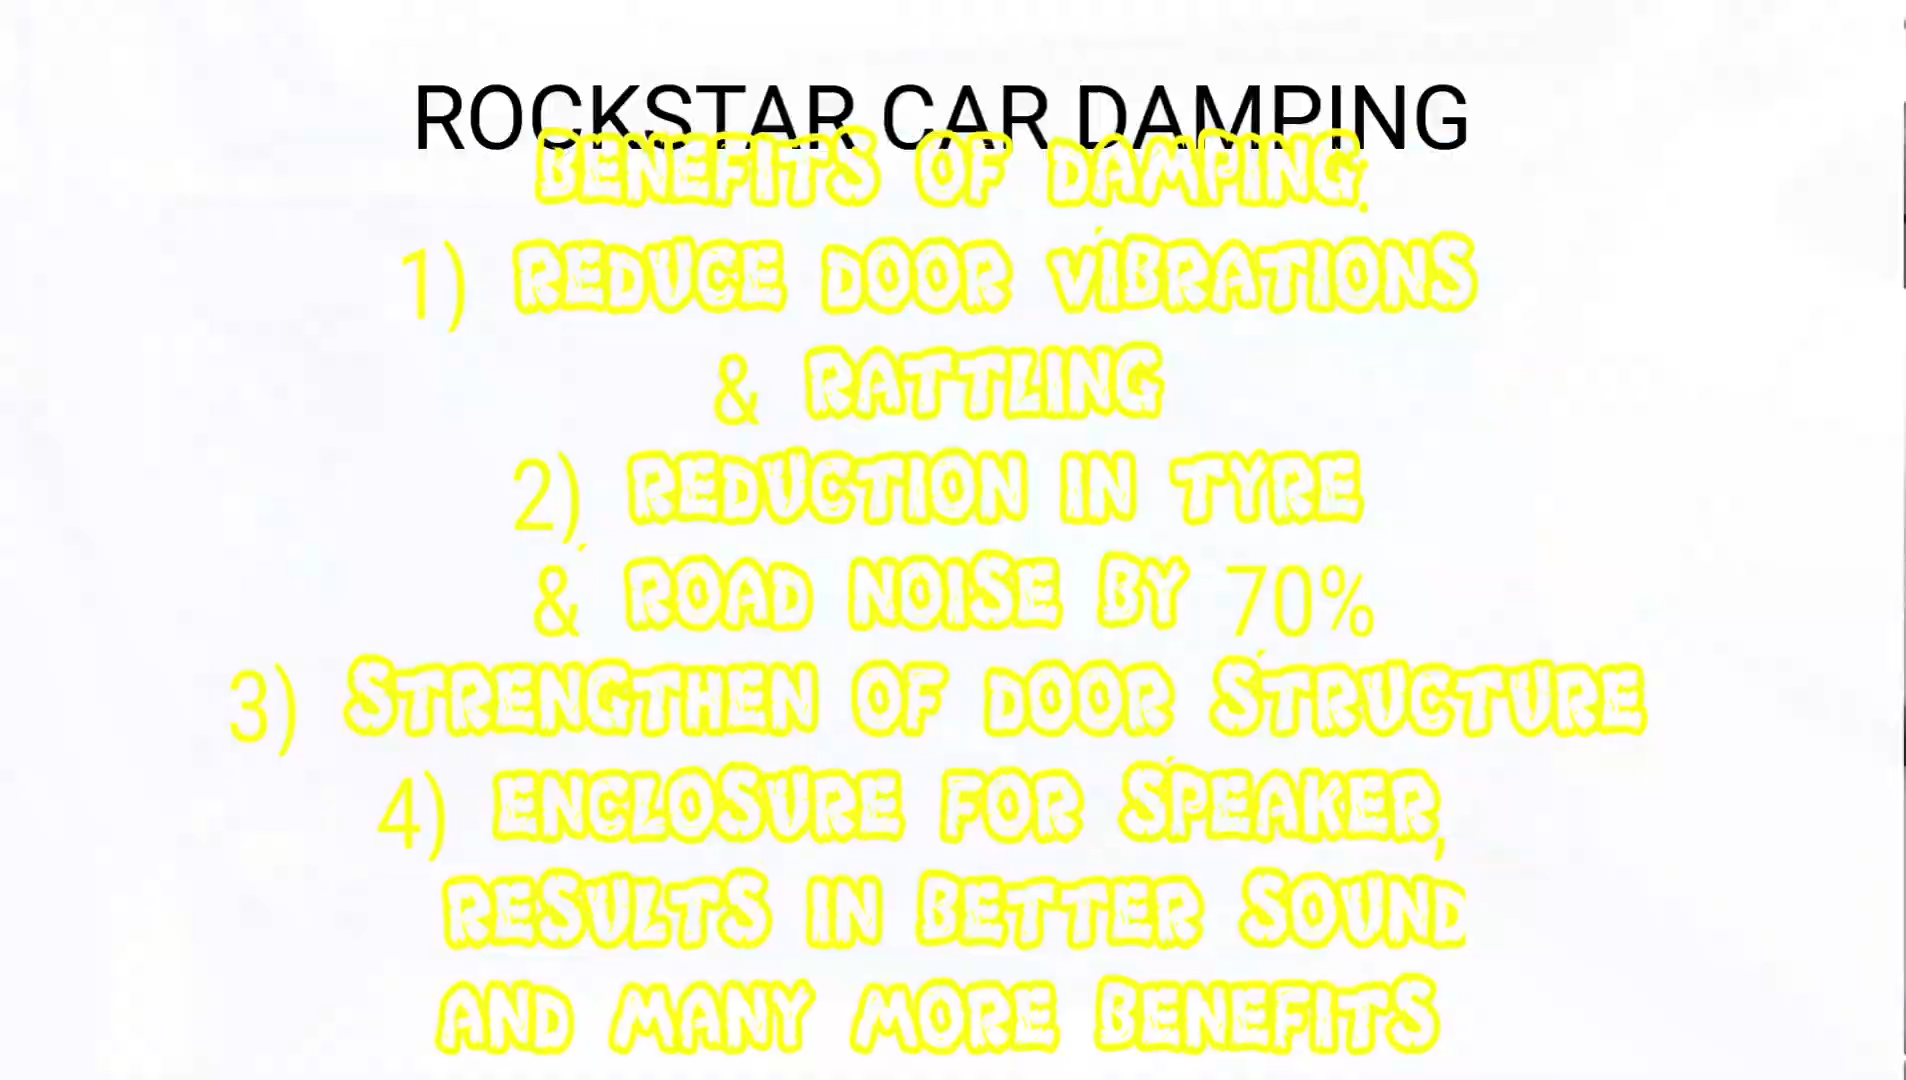 ROCKSTAR CAR DAMPING
BENEFITS OF DAMPING:
1) REDUCE DOOR VIBRATIONS
& RATTLING
2) REDUCTION IN TYRE
& ROAD NOISE BY 70%
3) STRENGTHEN OF DOOR STRUCTURE
4) ENCLOSURE FOR SPEAKER,
RESULTS IN BETTER SOUND
AND MANY MORE BENEFITS